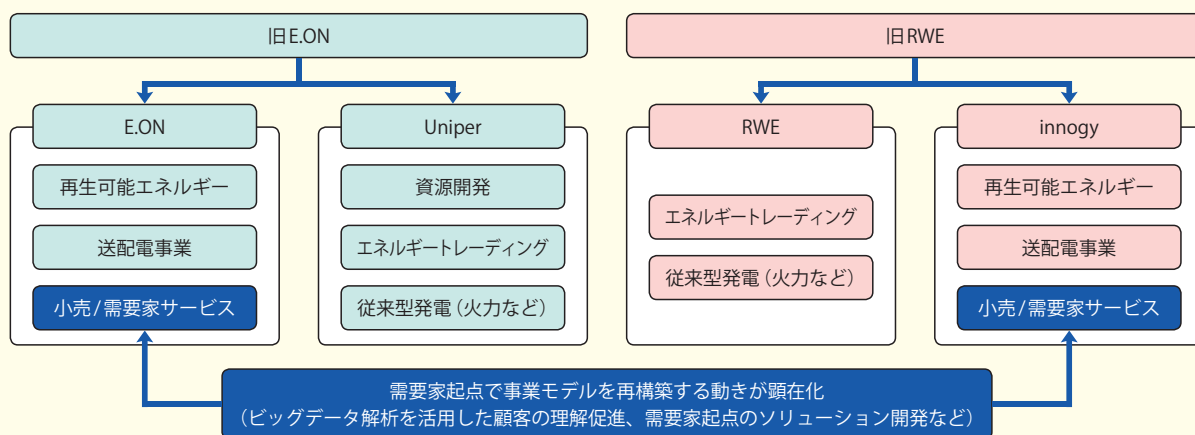 旧E.ON
E.ON
再生可能エネルギー
送配電事業
小売/需要家サービス
Uniper
資源開発
エネルギートレーディング
従来型発電(火力など)
旧RWE
RWE
エネルギートレーディング
従来型発電(火力など)
innogy
再生可能エネルギー
送配電事業
小売/需要家サービス
需要家起点で事業モデルを再構築する動きが顕在化
(ビッグデータ解析を活用した顧客の理解促進、需要家起点のソリューション開発など)